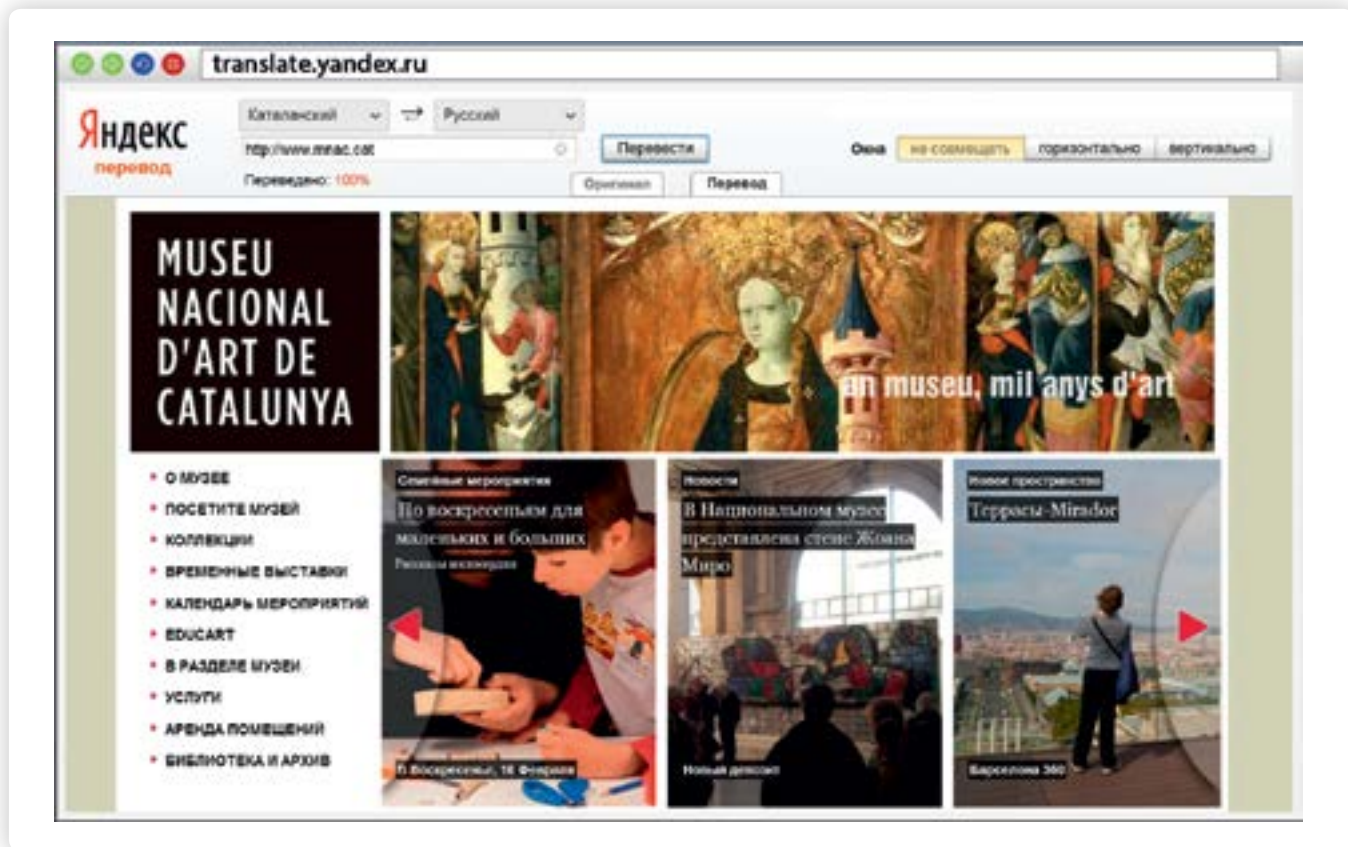 translate.yandex.ru
Яндекс
перевод
Каталанский
Русский
http://www.mnac.cat
Перевести
Окна
не совмещать
горизонтально
вертикально
Переведено: 100%
Оригинал
Перевод
MUSEU
NACIONAL
D'ART DE
CATALUNYA
un museu, mil anys d'art
О МУЗЕЕ
ПОСЕТИТЕ МУЗЕЙ
КОЛЛЕКЦИИ
ВРЕМЕННЫЕ ВЫСТАВКИ
КАЛЕНДАРЬ МЕРОПРИЯТИЙ
EDUCART
В РАЗДЕЛЕ МУЗЕИ
УСЛУГИ
АРЕНДА ПОМЕЩЕНИЙ
БИБЛИОТЕКА И АРХИВ
Семейные мероприятия
По воскресеньям для
маленьких и больших
В Воскресенье, 16 Февраля
Новости
В Национальном музее
представлена стене Жоана
Миро
Новый депозит
Новое пространство
Террасы-Mirador
Барселона 360